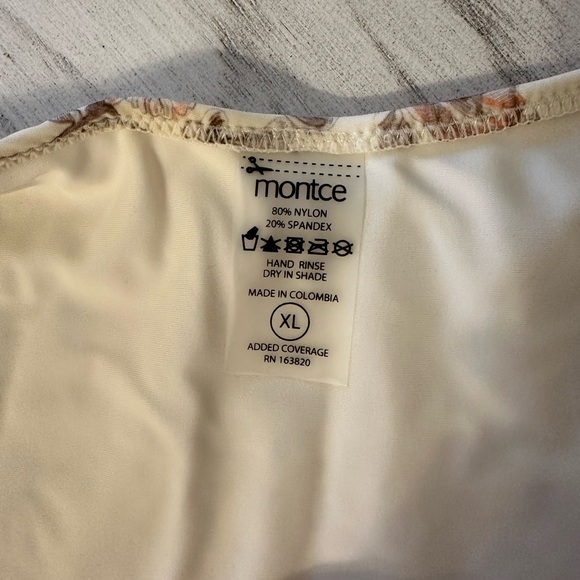 montce
80% NYLON
20% SPANDEX
HAND RINSE
DRY IN SHADE
MADE IN COLOMBIA
XL
ADDED COVERAGE
RN 163820